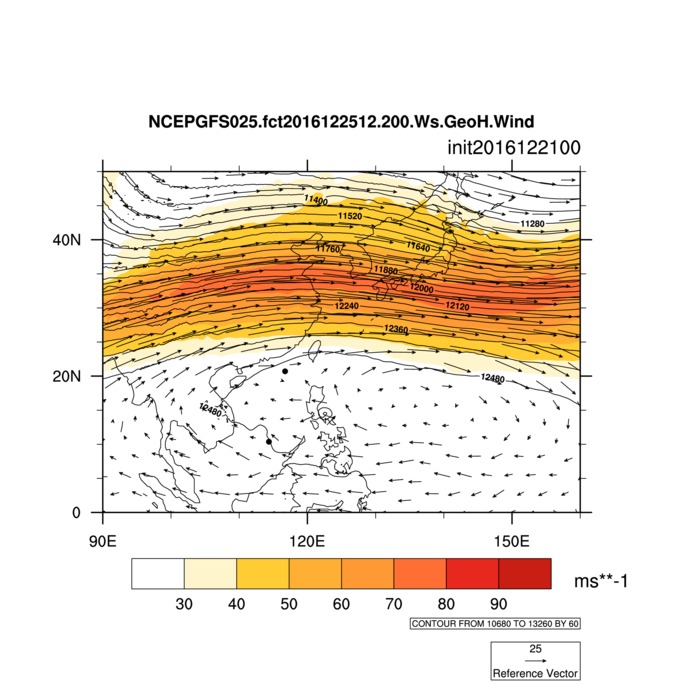 NCEPGFS025.fct2016122512.200.Ws.GeoH.Wind
init2016122100
11400
11520
11280
40N
11760
11640
11880
12000
12240
12120
12360
20N
12480
12480
0
90E 120E 150E
ms**-1
30 40 50 60 70 80 90
CONTOUR FROM 10680 TO 13260 BY 60
25
Reference Vector